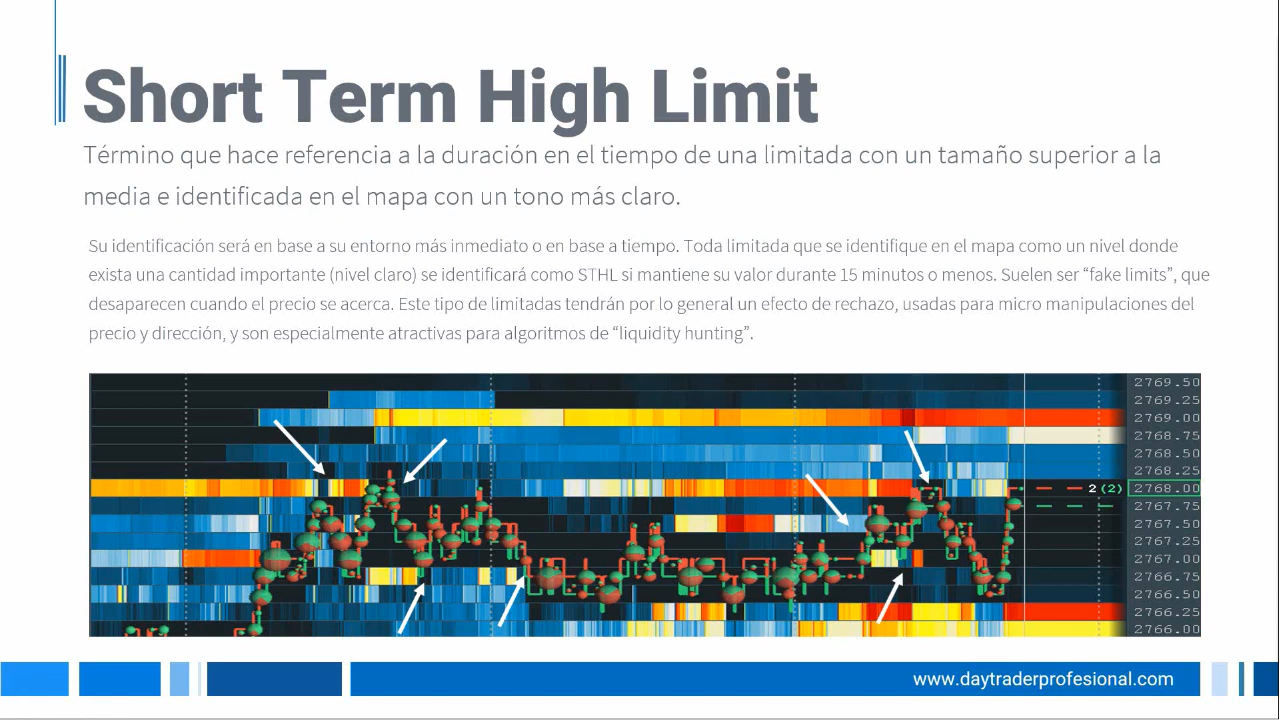 Short Term High Limit
Término que hace referencia a la duración en el tiempo de una limitada con un tamaño superior a la
media e identificada en el mapa con un tono más claro.
Su identificación será en base a su entorno más inmediato o en base a tiempo. Toda limitada que se identifique en el mapa como un nivel donde
exista una cantidad importante (nivel claro) se identificará como STHL si mantiene su valor durante 15 minutos o menos. Suelen ser “fake limits”, que
desaparecen cuando el precio se acerca. Este tipo de limitadas tendrán por lo general un efecto de rechazo, usadas para micro manipulaciones del
precio y dirección, y son especialmente atractivas para algoritmos de “liquidity hunting”.
2769.50
2769.25
2769.00
2768.75
2768.50
2768.25
2 (2) 2768.00
2767.75
2767.50
2767.25
2767.00
2766.75
2766.50
2766.25
2766.00
www.daytraderprofesional.com